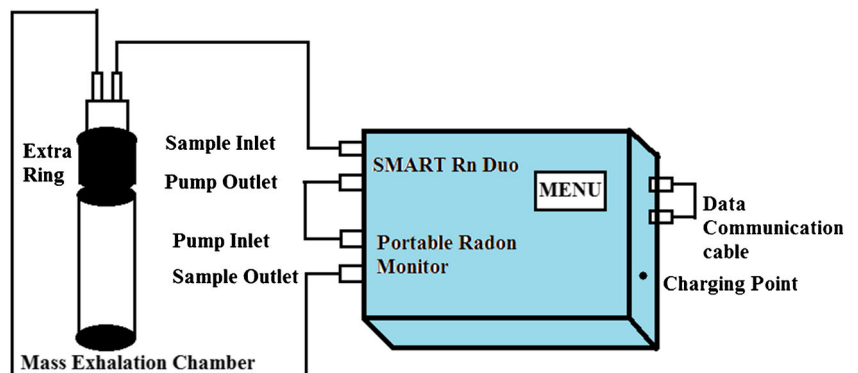 Extra
Ring
Sample Inlet
Pump Outlet
Pump Inlet
Sample Outlet
SMART Rn Duo
MENU
Portable Radon
Monitor
Data
Communication
cable
Charging Point
Mass Exhalation Chamber